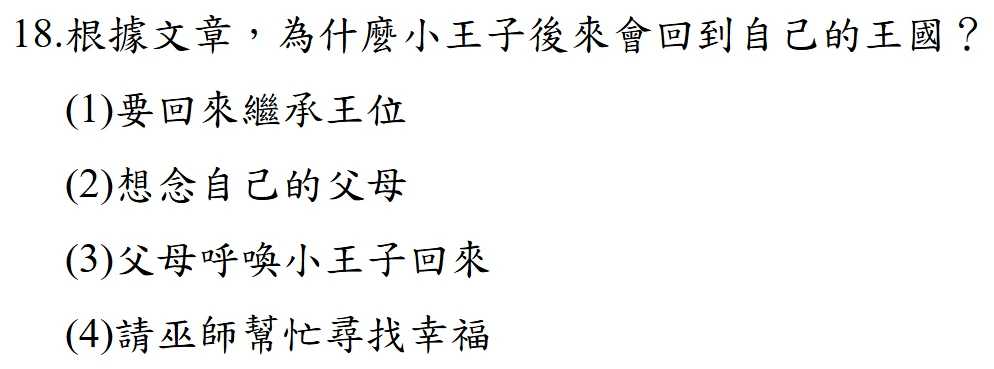 18.根據文章，為什麼小王子後來會回到自己的王國？
(1)要回來繼承王位
(2)想念自己的父母
(3)父母呼喚小王子回來
(4)請巫師幫忙尋找幸福